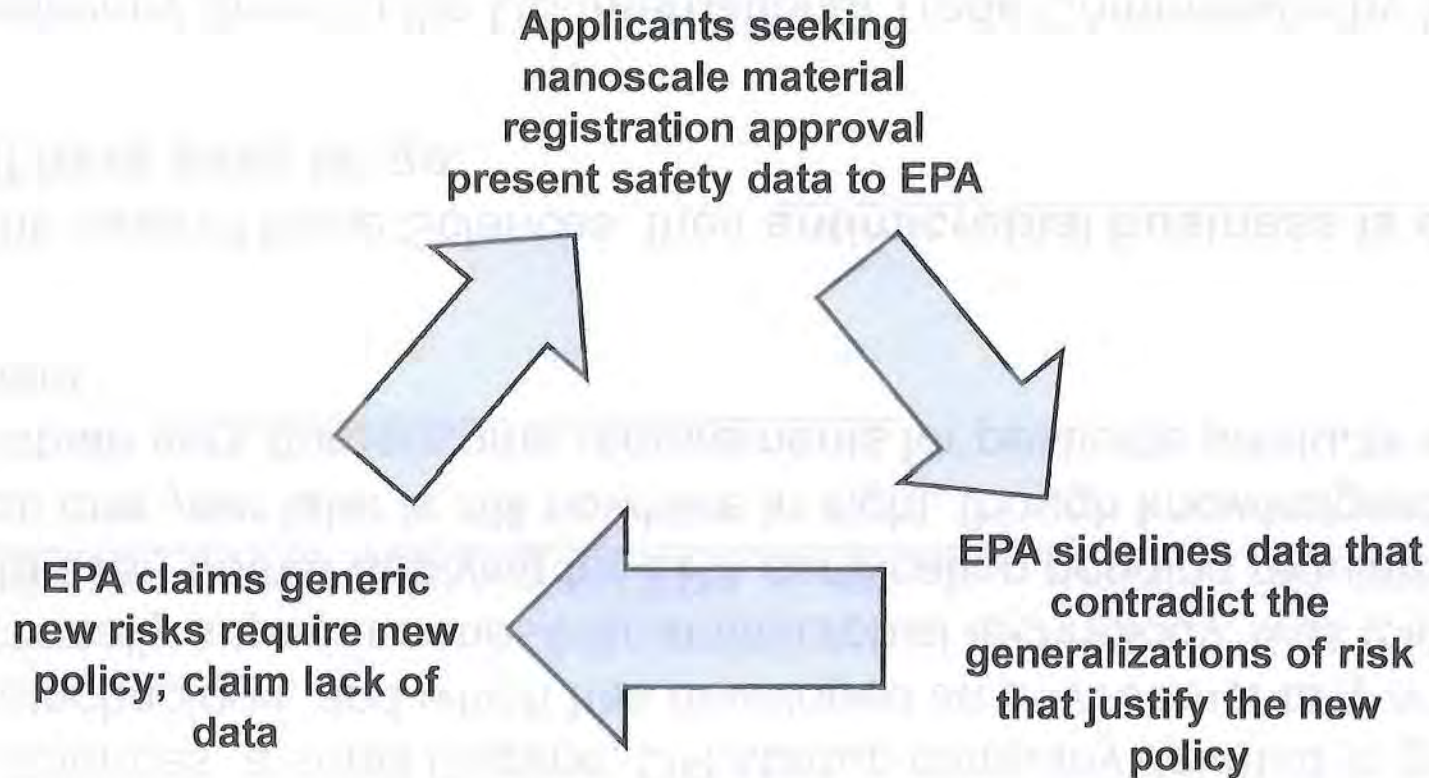 Applicants seeking
nanoscale material
registration approval
present safety data to EPA
EPA sidelines data that
contradict the
generalizations of risk
that justify the new
policy
EPA claims generic
new risks require new
policy; claim lack of
data